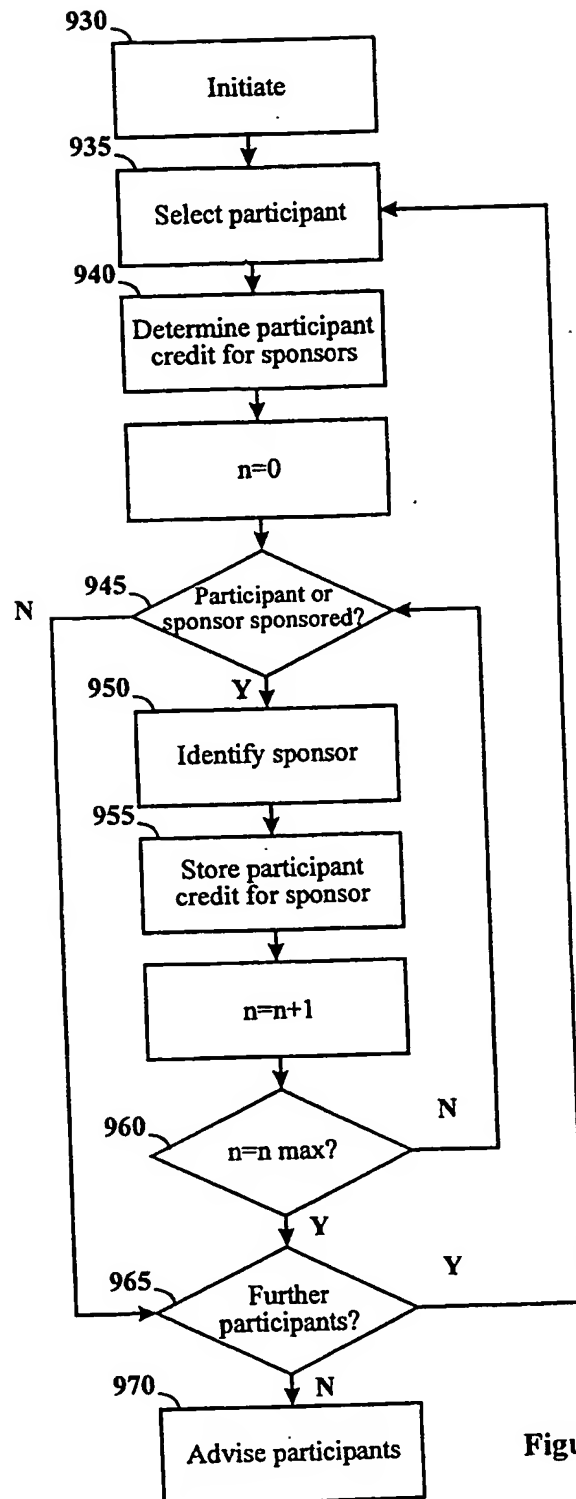 930
Initiate
935
Select participant
940
Determine participant
credit for sponsors
n=0
945
N
Participant or
sponsor sponsored?
Y
950
Identify sponsor
955
Store participant
credit for sponsor
n=n+1
N
960
n=n max?
Y
965
Y
Further
participants?
N
970
Advise participants
Figu